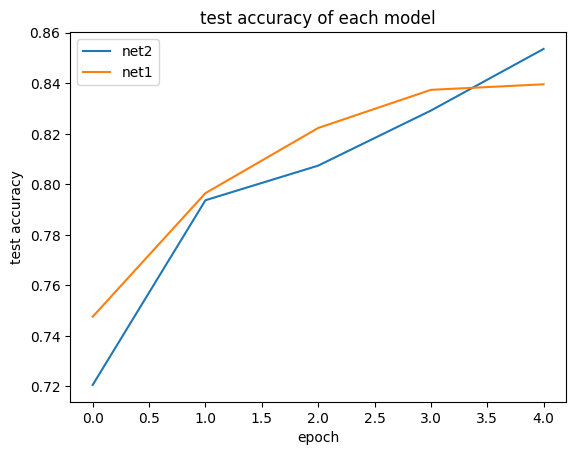 test accuracy of each model
net2
net1
test accuracy
0.86
0.84
0.82
0.80
0.78
0.76
0.74
0.72
0.0 0.5 1.0 1.5 2.0 2.5 3.0 3.5 4.0
epoch